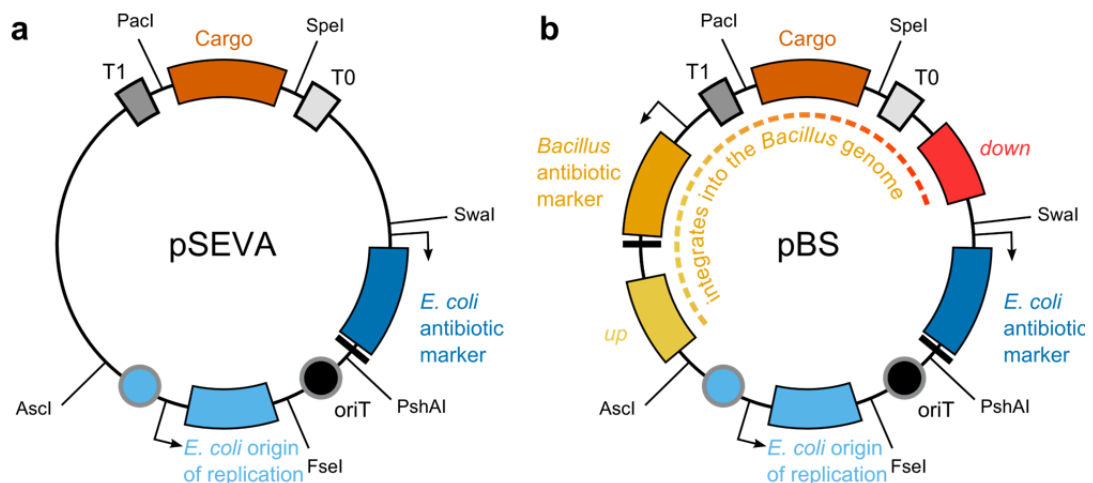 a
PacI
SpeI
Cargo
T1
T0
pSEVA
SwaI
E. coli
antibiotic
marker
AscI
PshAI
oriT
E. coli origin
of replication
FseI
b
PacI
SpeI
Cargo
T1
T0
Bacillus
antibiotic
marker
down
integrates into the Bacillus genome
pBS
SwaI
up
E. coli
antibiotic
marker
AscI
PshAI
oriT
E. coli origin
of replication
FseI